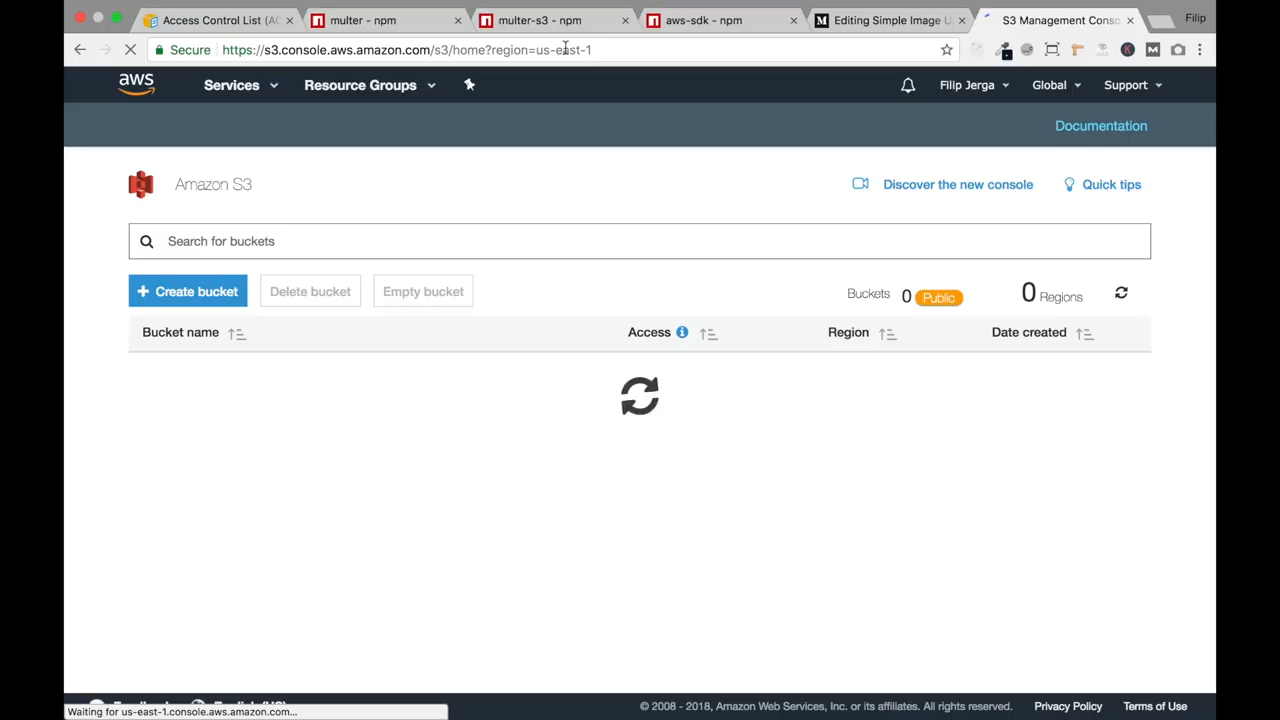 Access Control List (AC
multer - npm
multer-s3 - npm
aws-sdk - npm
Editing Simple Image U
S3 Management Conso
Filip
Secure
https://s3.console.aws.amazon.com/s3/home?region=us-east-1
aws
Services
Resource Groups
Filip Jerga
Global
Support
Documentation
Amazon S3
Discover the new console
Quick tips
Search for buckets
+ Create bucket
Delete bucket
Empty bucket
Buckets
0 Public
0 Regions
Bucket name
Access
Region
Date created
Waiting for us-east-1.console.aws.amazon.com...
© 2008 - 2018, Amazon Web Services, Inc. or its affiliates. All rights reserved.
Privacy Policy
Terms of Use